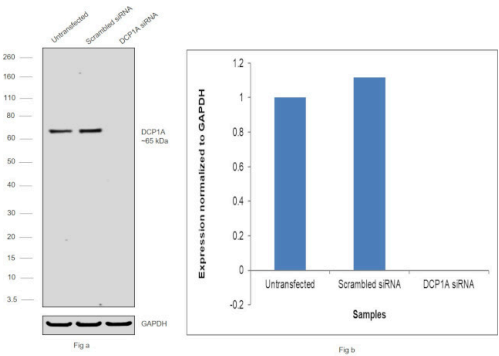 Untransfected
Scrambled siRNA
DCP1A siRNA
260
160
110
80
60
50
40
30
20
15
10
3.5
DCP1A
~65 kDa
GAPDH
Fig a
Expression normalized to GAPDH
1.2
1
0.8
0.6
0.4
0.2
0
-0.2
Untransfected
Scrambled siRNA
DCP1A siRNA
Samples
Fig b